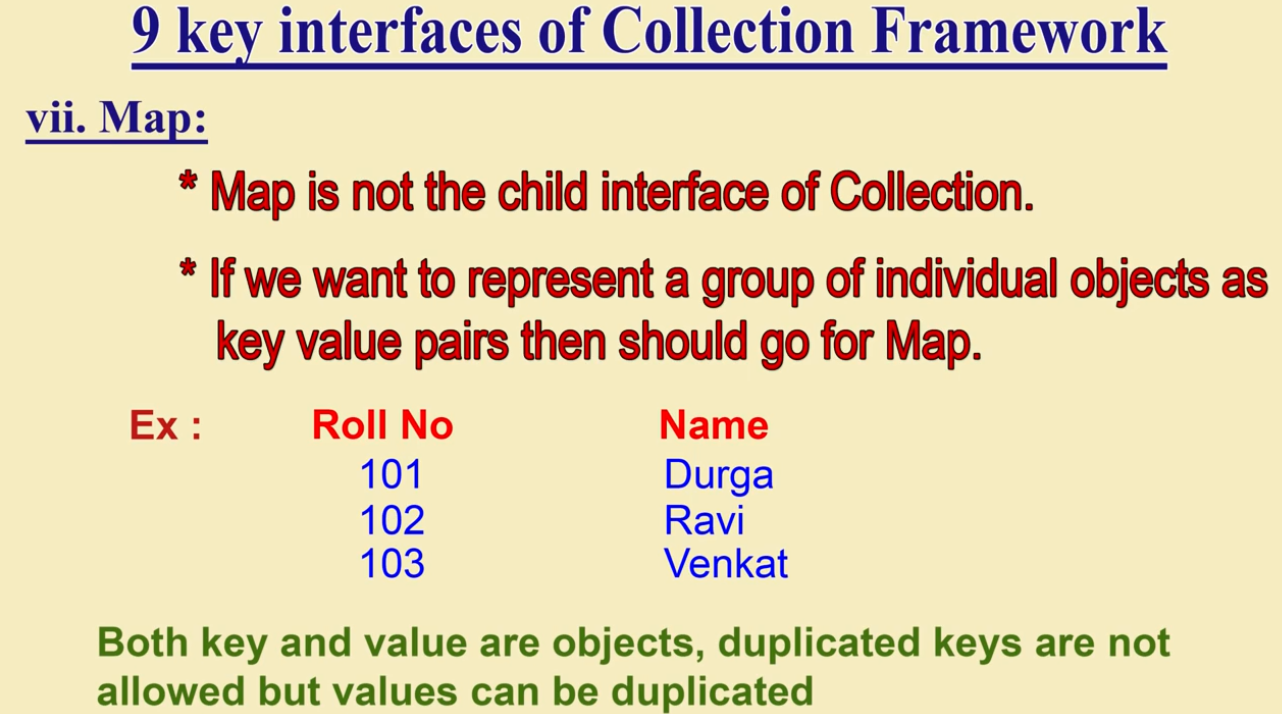 9 key interfaces of Collection Framework
vii. Map:
* Map is not the child interface of Collection.
* If we want to represent a group of individual objects as
key value pairs then should go for Map.
Ex : Roll No Name
101 Durga
102 Ravi
103 Venkat
Both key and value are objects, duplicated keys are not
allowed but values can be duplicated